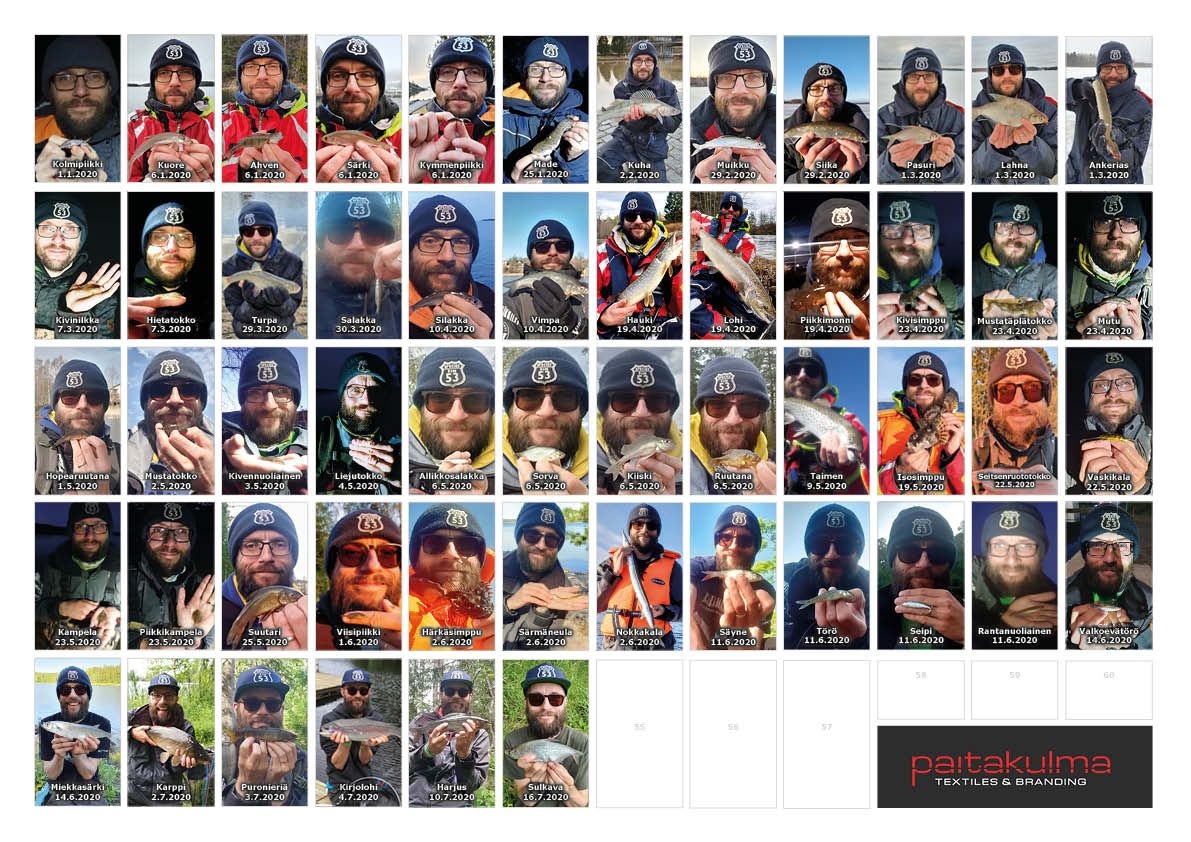 Kolmipiikki
1.1.2020
Kuore
6.1.2020
Ahven
6.1.2020
Särki
6.1.2020
Kymmenpiikki
6.1.2020
Made
25.1.2020
Kuha
2.2.2020
Muikku
29.2.2020
Siika
29.2.2020
Pasuri
1.3.2020
Lahna
1.3.2020
Ankerias
1.3.2020
Kivinilkka
7.3.2020
Hietatokko
7.3.2020
Turpa
29.3.2020
Salakka
30.3.2020
Silakka
10.4.2020
Vimpa
10.4.2020
Hauki
19.4.2020
Lohi
19.4.2020
Piikkimonni
19.4.2020
Kivisimppu
23.4.2020
Mustatäplätokko
23.4.2020
Mutu
23.4.2020
Hopearuutana
1.5.2020
Mustatokko
2.5.2020
Kivennuoliainen
3.5.2020
Liejutokko
4.5.2020
Allikkosalakka
6.5.2020
Sorva
6.5.2020
Kiiski
6.5.2020
Ruutana
6.5.2020
Taimen
9.5.2020
Isosimppu
19.5.2020
Seitsenruototokko
22.5.2020
Vaskikala
22.5.2020
Kampela
23.5.2020
Piikkikampela
23.5.2020
Suutari
25.5.2020
Viisipiikki
1.6.2020
Härkäsimppu
2.6.2020
Särmäneula
2.6.2020
Nokkakala
2.6.2020
Säyne
11.6.2020
Törö
11.6.2020
Seipi
11.6.2020
Rantanuoliainen
11.6.2020
Valkoevätörö
14.6.2020
Miekkasärki
14.6.2020
Karppi
2.7.2020
Puronieriä
3.7.2020
Kirjolohi
4.7.2020
Harjus
10.7.2020
Sulkava
16.7.2020
55
56
57
58
59
60
paitakulma
TEXTILES & BRANDING